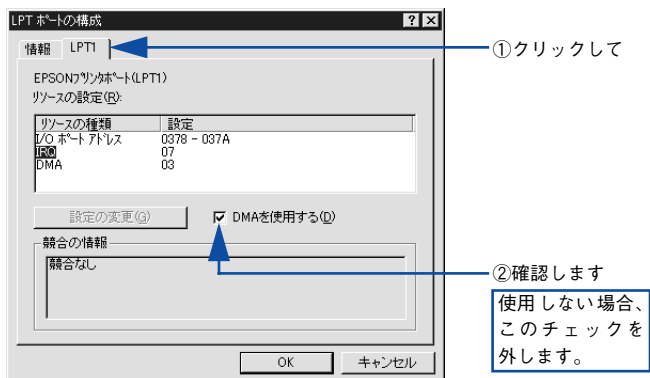 LPT ポートの構成
情報 LPT1
①クリックして
EPSONプリンタポート(LPT1)
リソースの設定(R):
リソースの種類 設定
I/O ポート アドレス 0378 - 037A
IRQ 07
DMA 03
設定の変更(G) DMAを使用する(D)
競合の情報
競合なし
②確認します
使用しない場合、
このチェックを
外します。
OK キャンセル